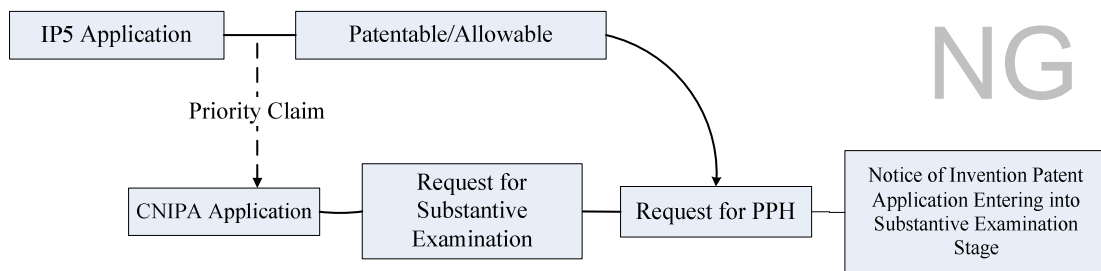 IP5 Application
Patentable/Allowable
NG
Priority Claim
CNIPA Application
Request for
Substantive
Examination
Request for PPH
Notice of Invention Patent
Application Entering into
Substantive Examination
Stage